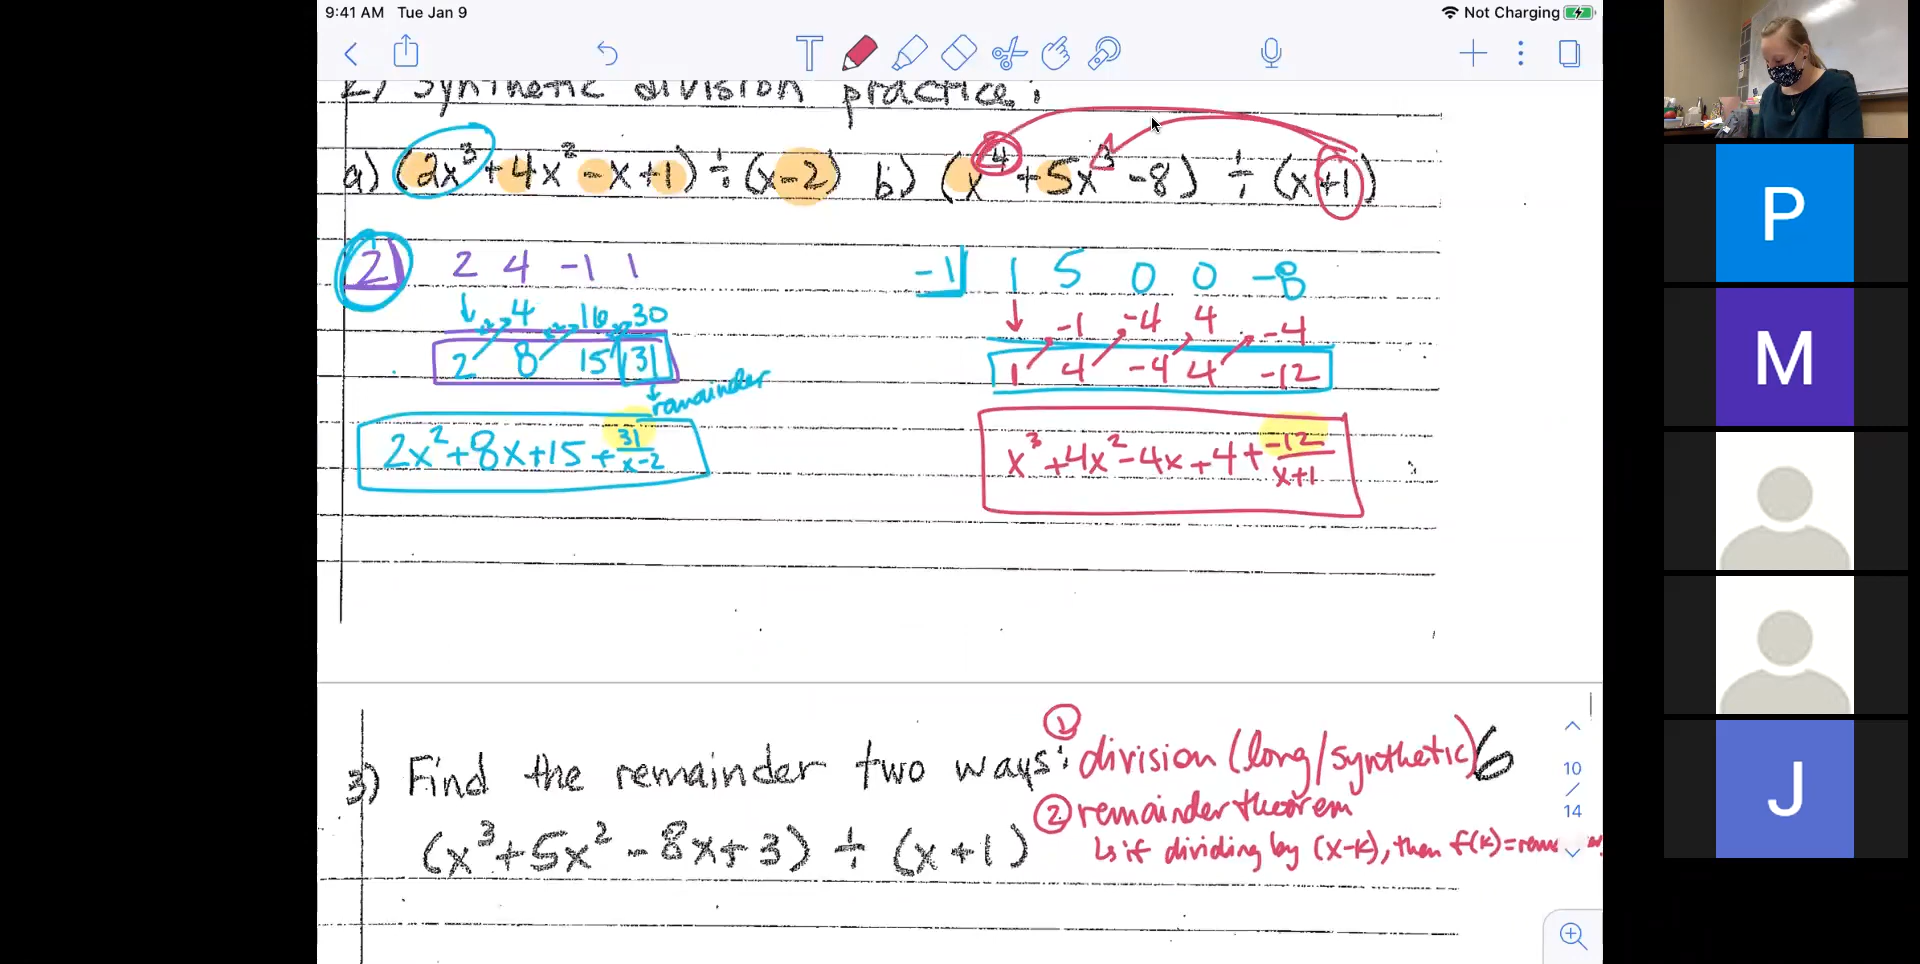 9:41 AM Tue Jan 9
Not Charging
2) Synthetic division practice:
a) (2x³+4x²-x+1) ÷ (x-2) b) (x⁴+5x³-8) ÷ (x+1)
2 2 4 -1 1
4 16 30
2 8 15 31
remainder
2x²+8x+15+31/(x-2)
-1 1 5 0 0 -8
-1 -4 4 -4
1 4 -4 4 -12
x³+4x²-4x+4+-12/(x+1)
3) Find the remainder two ways: ① division (long/synthetic) 6
② remainder theorem
↳ if dividing by (x-k), then f(k)=
(x³+5x²-8x+3) ÷ (x+1)
10
/
14
P
M
J